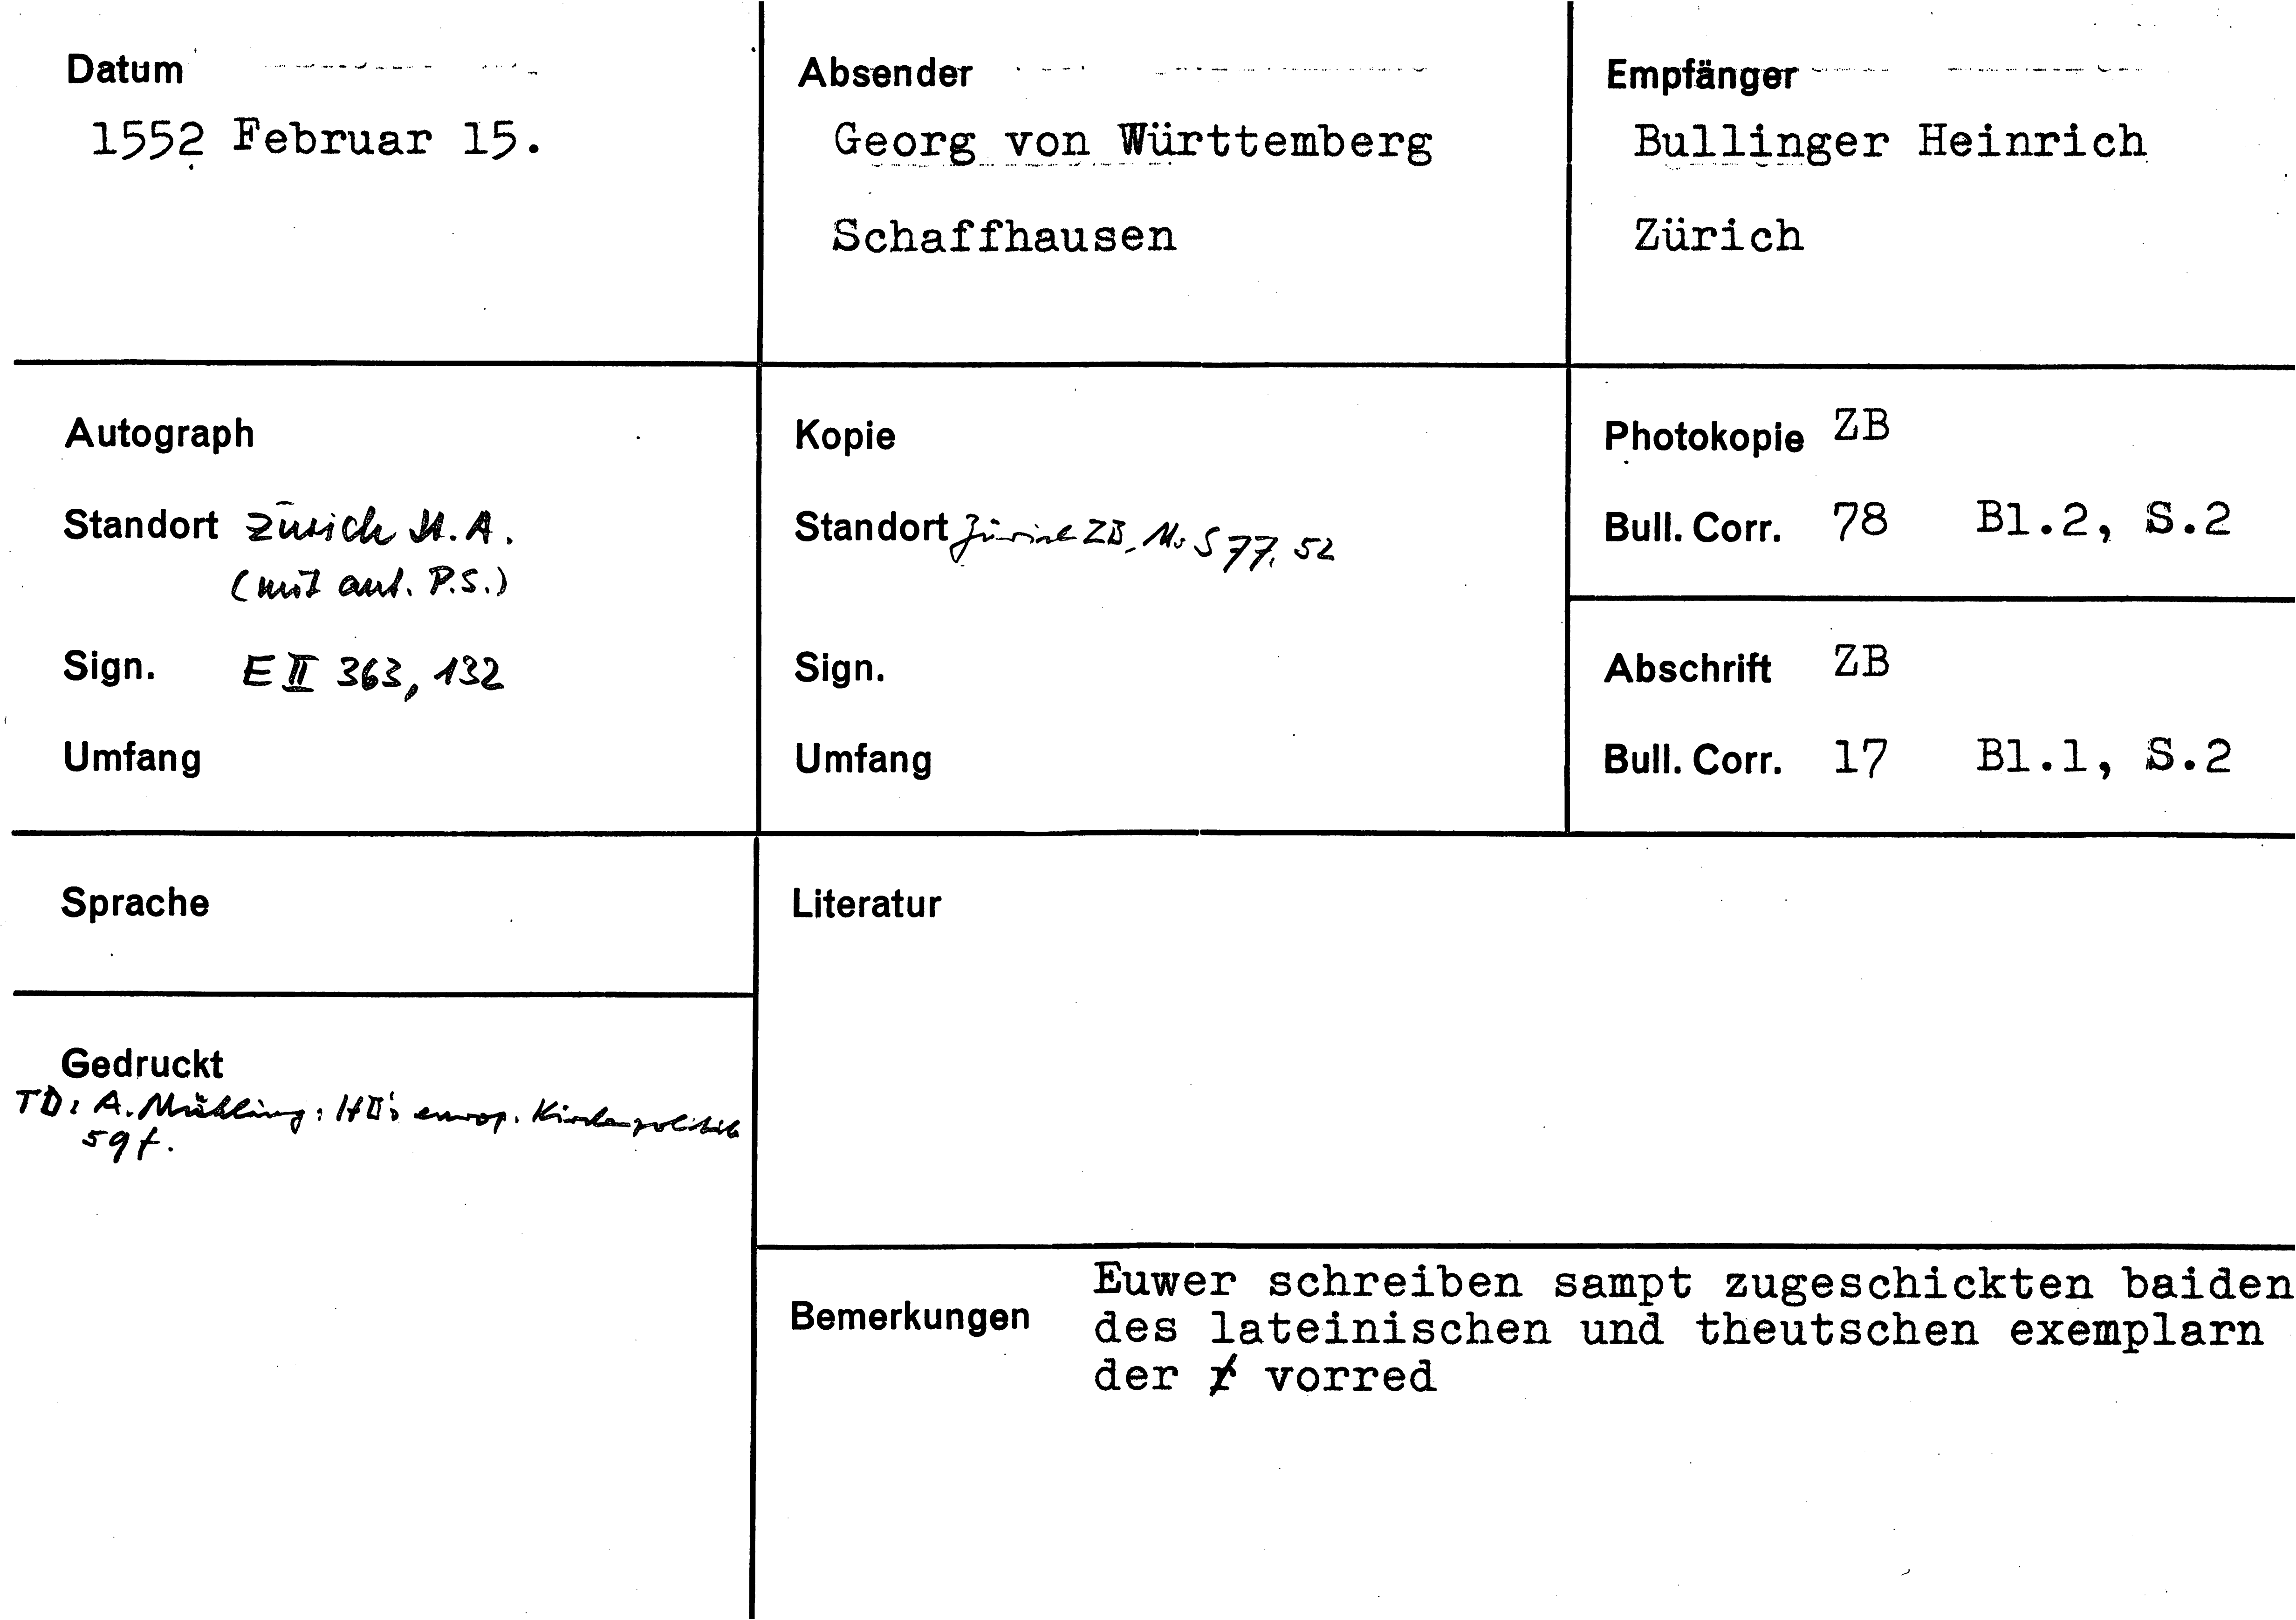 Datum
1552 Februar 15.
Absender
Georg von Württemberg
Schaffhausen
Empfänger
Bullinger Heinrich
Zürich
Autograph
Standort Zürich St.A.
(mit aut. P.S.)
Sign. E II 363, 132
Umfang
Kopie
Standort Zürich ZB, Ms S 77, 52
Sign.
Umfang
Photokopie ZB
Bull. Corr. 78 Bl.2, S.2
Abschrift ZB
Bull. Corr. 17 Bl.1, S.2
Sprache
Gedruckt
TD: A. Mühling: HB's europ. Kirchenpolitik
59f.
Literatur
Bemerkungen
Euwer schreiben sampt zugeschickten baiden
des lateinischen und theutschen exemplarn
der vorred